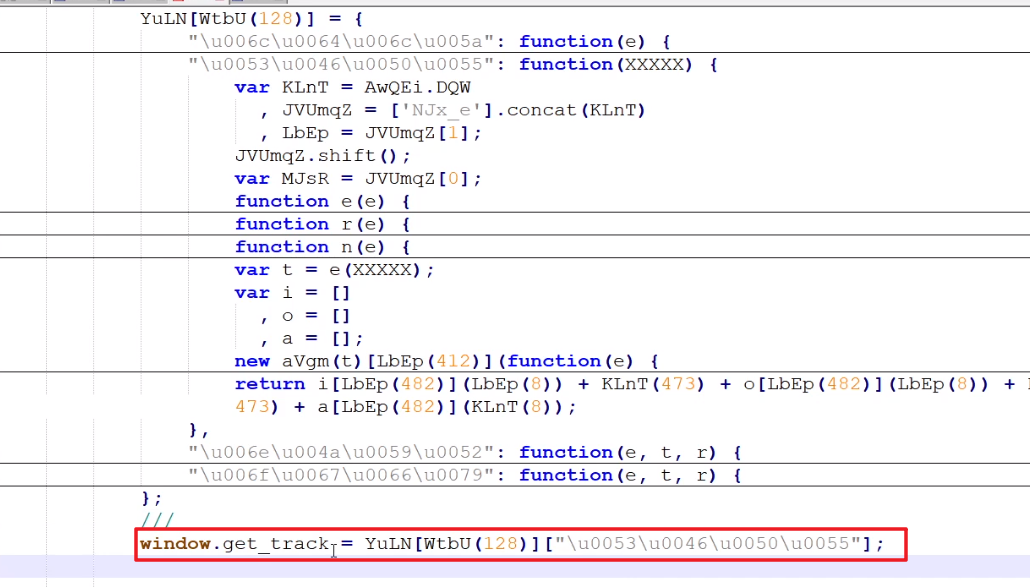 YuLN[WtbU(128)] = {
"\u006c\u0064\u006c\u005a": function(e) {
"\u0053\u0046\u0050\u0055": function(XXXXX) {
var KLnT = AwQEi.DQW
, JVUmqZ = ['NJx_e'].concat(KLnT)
, LbEp = JVUmqZ[1];
JVUmqZ.shift();
var MJsR = JVUmqZ[0];
function e(e) {
function r(e) {
function n(e) {
var t = e(XXXXX);
var i = []
, o = []
, a = [];
new aVgm(t)[LbEp(412)](function(e) {
return i[LbEp(482)](LbEp(8)) + KLnT(473) + o[LbEp(482)](LbEp(8)) +
473) + a[LbEp(482)](KLnT(8));
},
"\u006e\u004a\u0059\u0052": function(e, t, r) {
"\u006f\u0067\u0066\u0079": function(e, t, r) {
};
///
window.get_track = YuLN[WtbU(128)]["\u0053\u0046\u0050\u0055"];